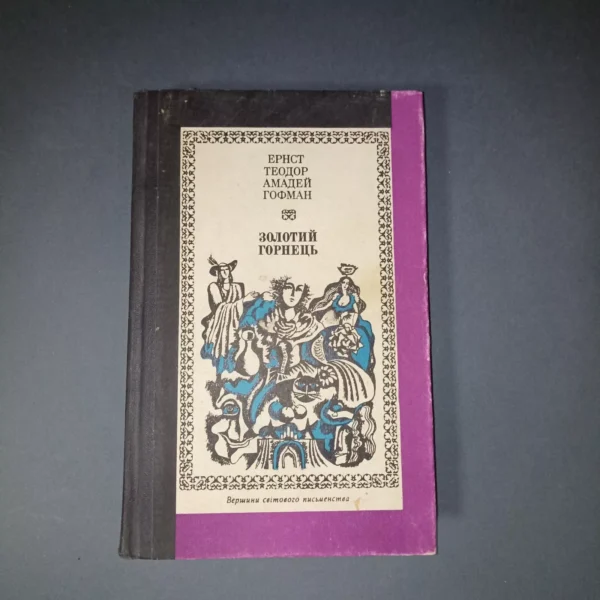 ЕРНСТ
ТЕОДОР
АМАДЕЙ
ГОФМАН
ЗОЛОТИЙ
ГОРНЕЦЬ
Вершини світового письменства